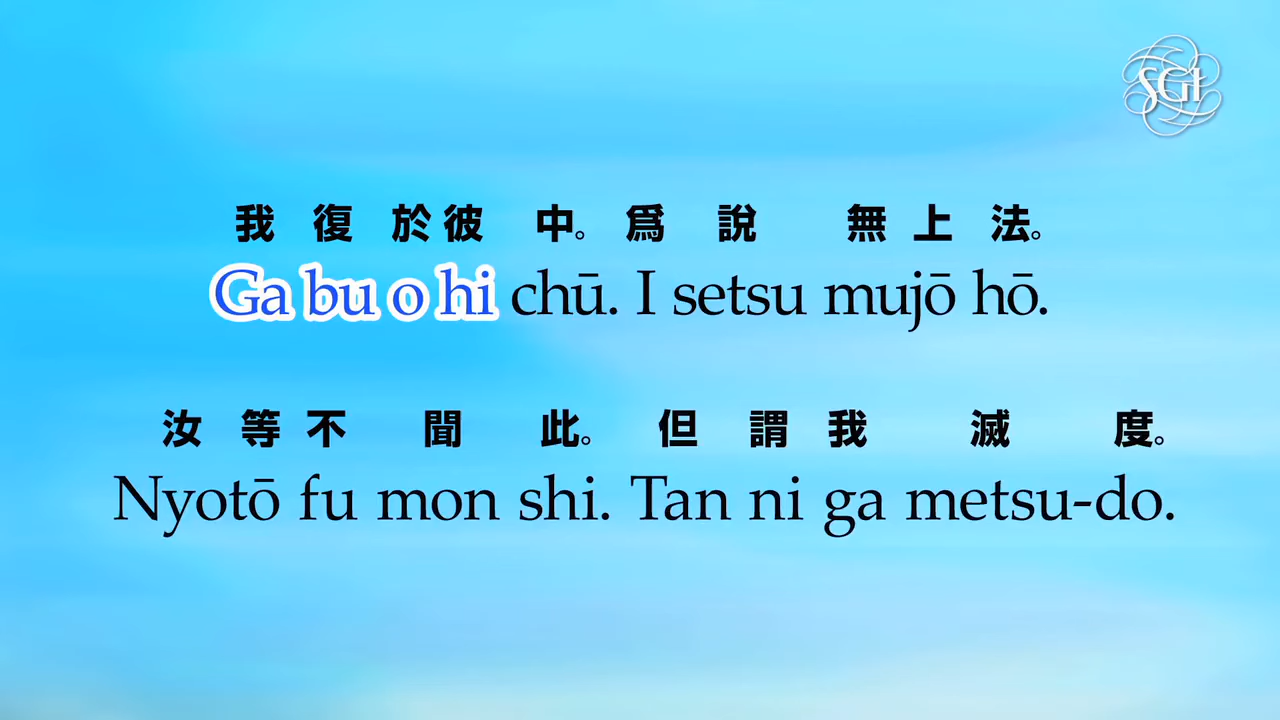 SGI
我復於彼中。爲說無上法。
Ga bu o hi chū. I setsu mujō hō.
汝等不聞此。但謂我滅度。
Nyotō fu mon shi. Tan ni ga metsu-do.